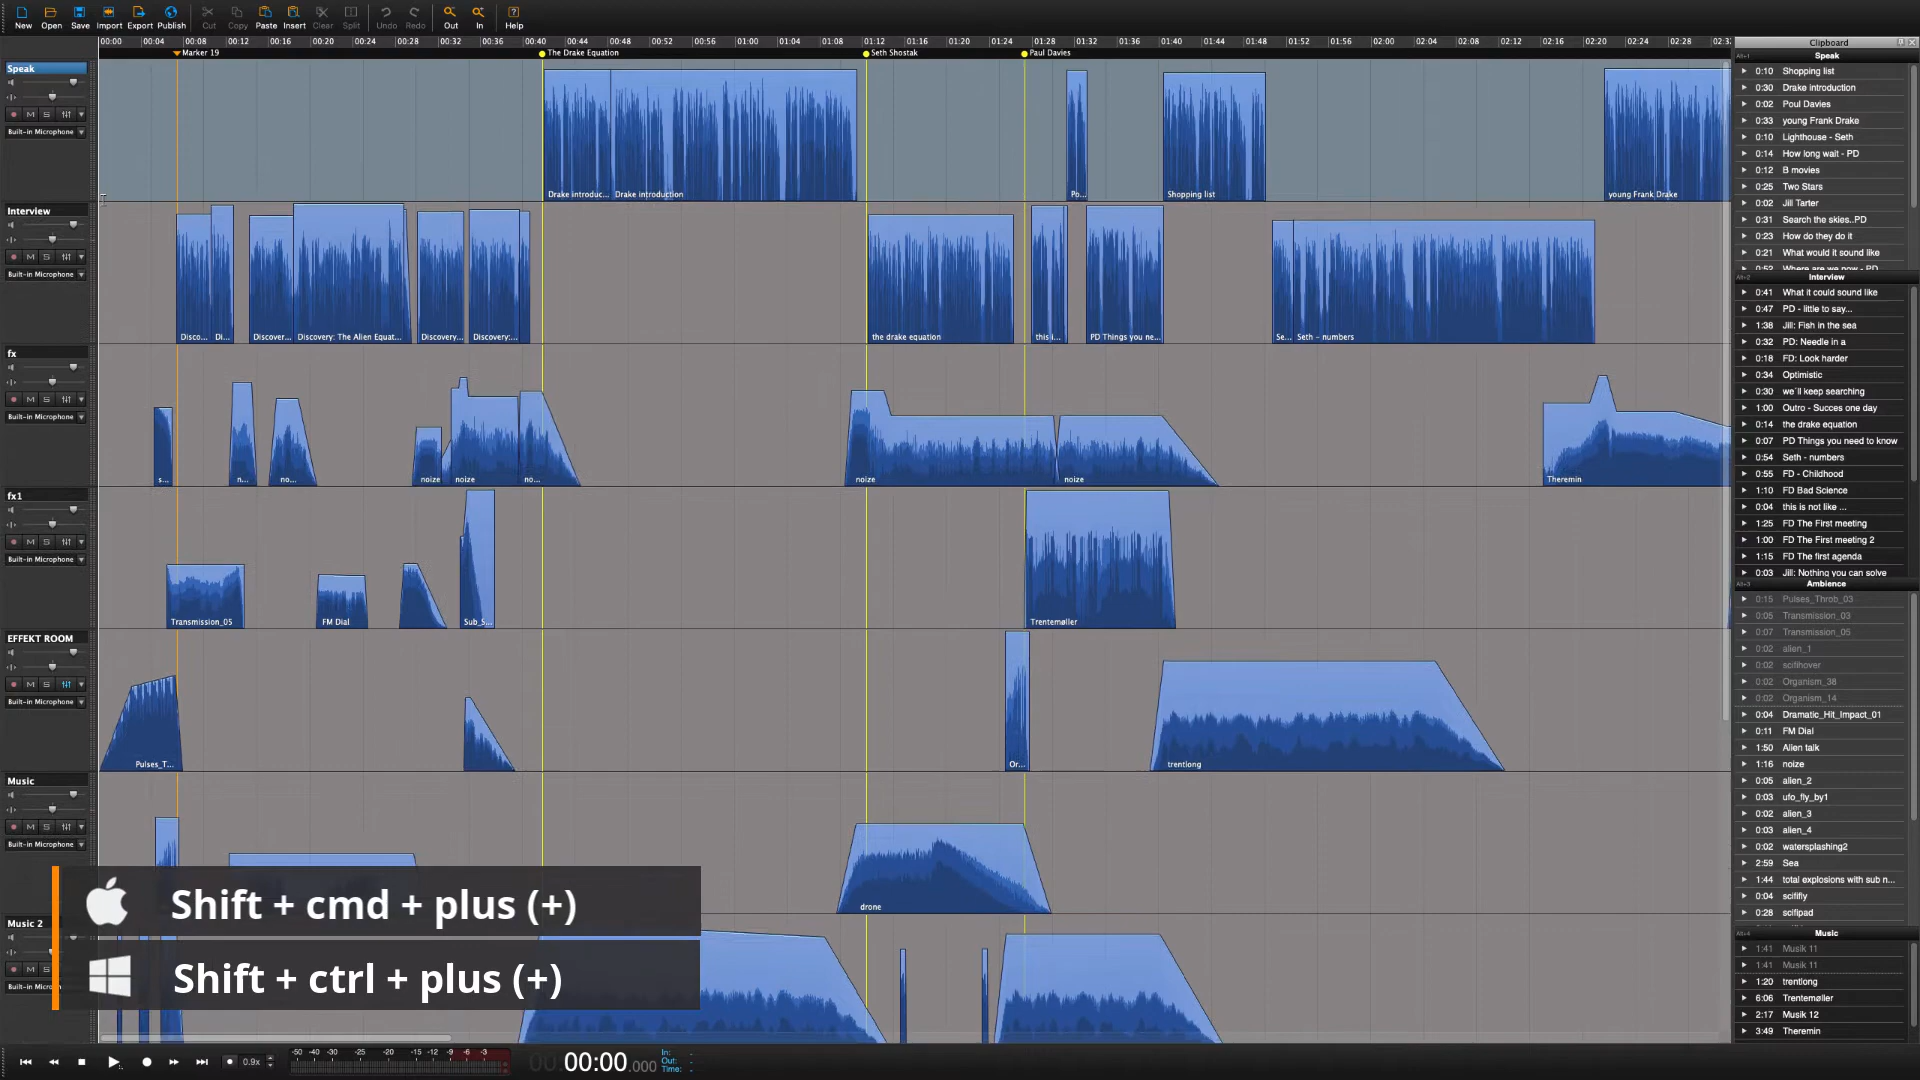 New Open Save Import Export Publish Cut Copy Paste Insert Clear Split Undo Redo Out In Help
00:00 00:04 00:08 00:12 00:16 00:20 00:24 00:28 00:32 00:36 00:40 00:44 00:48 00:52 00:56 01:00 01:04 01:08 01:12 01:16 01:20 01:24 01:28 01:32 01:36 01:40 01:44 01:48 01:52 01:56 02:00 02:04 02:08 02:12 02:16 02:20 02:24 02:28 02:32
Marker 19 The Drake Equation Seth Shostak Paul Davies
Speak
M S
Built-in Microphone
Drake introduc... Drake introduction Po... Shopping list young Frank Drake
Interview
M S
Built-in Microphone
Disco... Di... Discover... Discovery: The Alien Equat... Discovery... Discovery:... the drake equation this i... PD Things you ne... Se... Seth - numbers
fx
M S
Built-in Microphone
s... n... no... noize noize no... noize noize Theremin
fx1
M S
Built-in Microphone
Transmission_05 FM Dial Sub_S... Trentemøller
EFFEKT ROOM
M S
Built-in Microphone
Pulses_T... Or... trentlong
Music
M S
Built-in Microphone
drone
Music 2
M
Built-in Micro
Shift + cmd + plus (+)
Shift + ctrl + plus (+)
0.9x
-50 -40 -30 -20 -15 -12 -9 -6 -3
00:00.000
In:
Out:
Time:
Clipboard
Alt+1 Speak
0:10 Shopping list
0:30 Drake introduction
0:02 Poul Davies
0:33 young Frank Drake
0:10 Lighthouse - Seth
0:14 How long wait - PD
0:12 B movies
0:25 Two Stars
0:02 Jill Tarter
0:31 Search the skies..PD
0:23 How do they do it
0:21 What would it sound like
0:52 Where are we now - PD
Alt+2 Interview
0:41 What it could sound like
0:47 PD - little to say...
1:38 Jill: Fish in the sea
0:32 PD: Needle in a
0:18 FD: Look harder
0:34 Optimistic
0:30 we´ll keep searching
1:00 Outro - Succes one day
0:14 the drake equation
0:07 PD Things you need to know
0:54 Seth - numbers
0:55 FD - Childhood
1:10 FD Bad Science
0:04 this is not like ...
1:25 FD The First meeting
1:00 FD The First meeting 2
1:15 FD The first agenda
0:03 Jill: Nothing you can solve
Alt+3 Ambience
0:15 Pulses_Throb_03
0:05 Transmission_03
0:07 Transmission_05
0:02 alien_1
0:02 scifihover
0:02 Organism_38
0:02 Organism_14
0:04 Dramatic_Hit_Impact_01
0:11 FM Dial
1:50 Alien talk
1:16 noize
0:05 alien_2
0:03 ufo_fly_by1
0:02 alien_3
0:03 alien_4
0:02 watersplashing2
2:59 Sea
1:44 total explosions with sub n...
0:04 scififly
0:28 scifipad
Alt+4 Music
1:41 Musik 11
1:41 Musik 11
1:20 trentlong
6:06 Trentemøller
2:17 Musik 12
3:49 Theremin